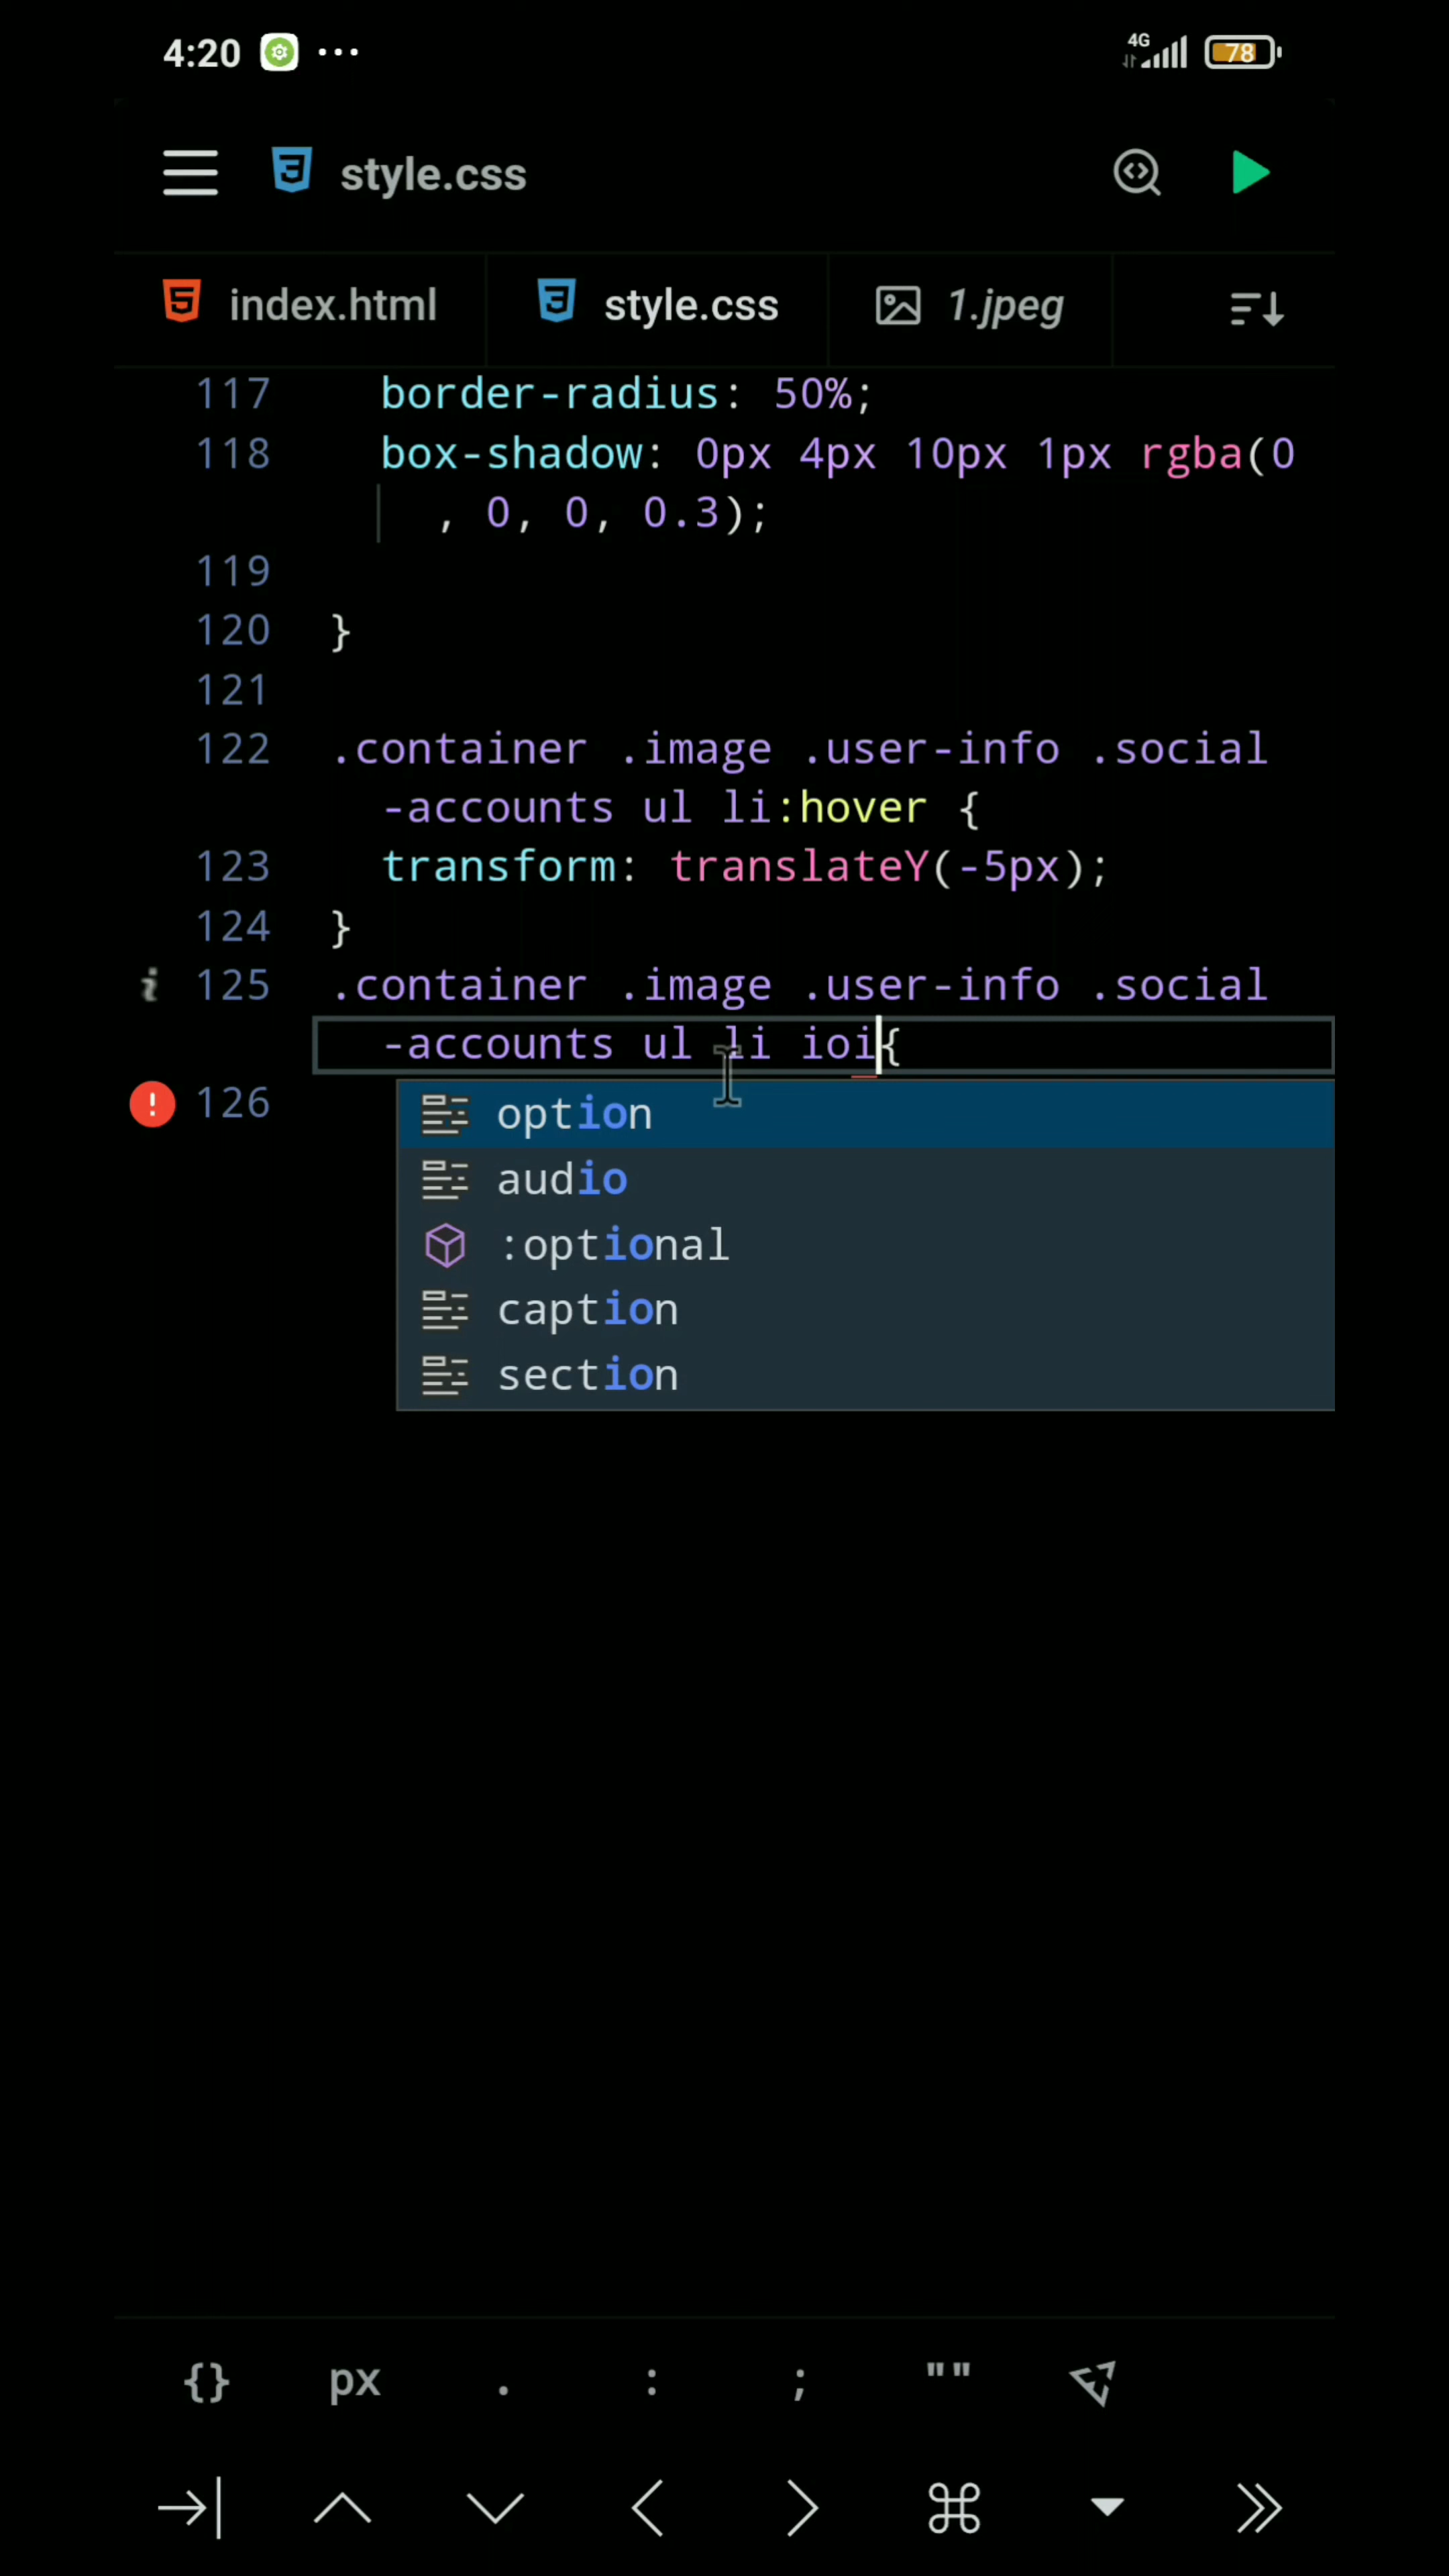 4:20 ... 4G 78
style.css
index.html style.css 1.jpeg
117 border-radius: 50%;
118 box-shadow: 0px 4px 10px 1px rgba(0
, 0, 0, 0.3);
119
120 }
121
122 .container .image .user-info .social
-accounts ul li:hover {
123 transform: translateY(-5px);
124 }
i 125 .container .image .user-info .social
-accounts ul li ioi{
! 126
option
audio
:optional
caption
section
{} px . : ; ""